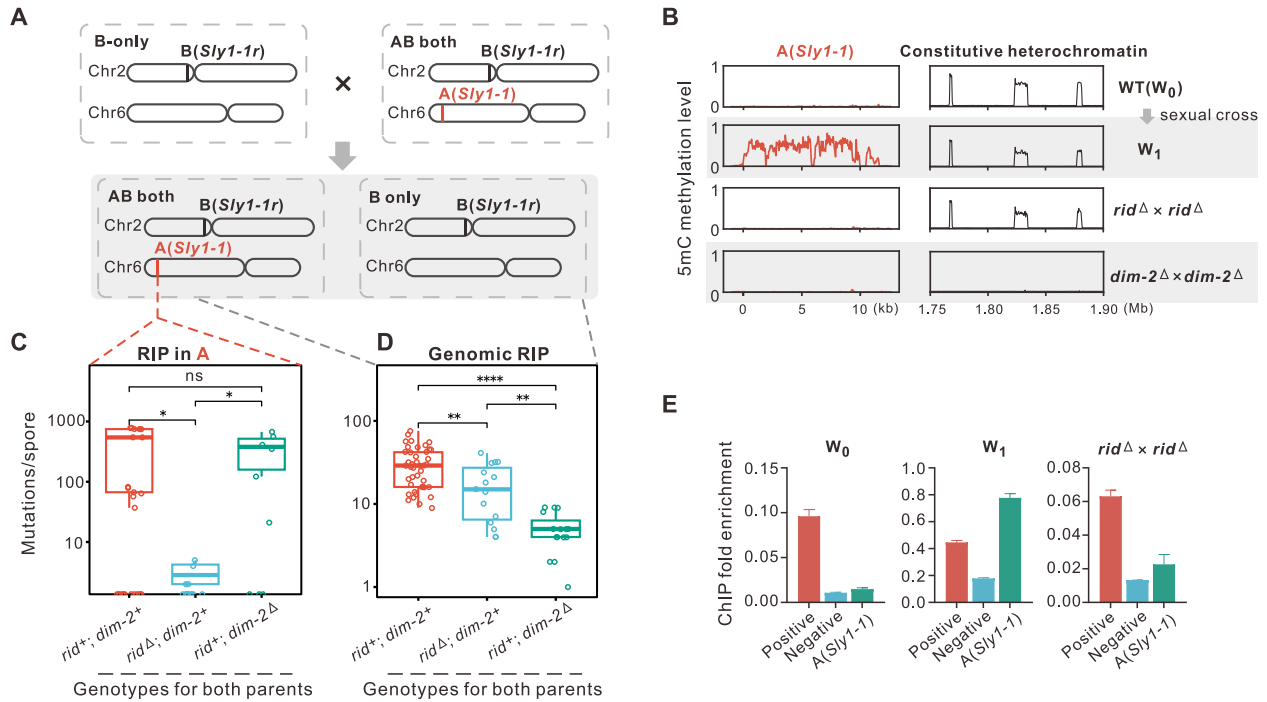 A
B-only
B(Sly1-1r)
Chr2
Chr6
×
AB both
B(Sly1-1r)
Chr2
A(Sly1-1)
Chr6
AB both
B(Sly1-1r)
Chr2
A(Sly1-1)
Chr6
B only
B(Sly1-1r)
Chr2
Chr6
B
A(Sly1-1)
Constitutive heterochromatin
5mC methylation level
1
0
1
0
WT(W0)
sexual cross
1
0
1
0
W1
1
0
1
0
ridΔ × ridΔ
1
0
1
0
dim-2Δ×dim-2Δ
0 5 10 (kb)
1.75 1.80 1.85 1.90 (Mb)
C
RIP in A
Mutations/spore
1000
100
10
ns
*
*
rid+; dim-2+
ridΔ; dim-2+
rid+; dim-2Δ
Genotypes for both parents
D
Genomic RIP
100
10
1
****
**
**
rid+; dim-2+
ridΔ; dim-2+
rid+; dim-2Δ
Genotypes for both parents
E
ChIP fold enrichment
W0
0.15
0.10
0.05
0.00
Positive
Negative
A(Sly1-1)
W1
1.0
0.8
0.6
0.4
0.2
0.0
Positive
Negative
A(Sly1-1)
ridΔ × ridΔ
0.08
0.06
0.04
0.02
0.00
Positive
Negative
A(Sly1-1)